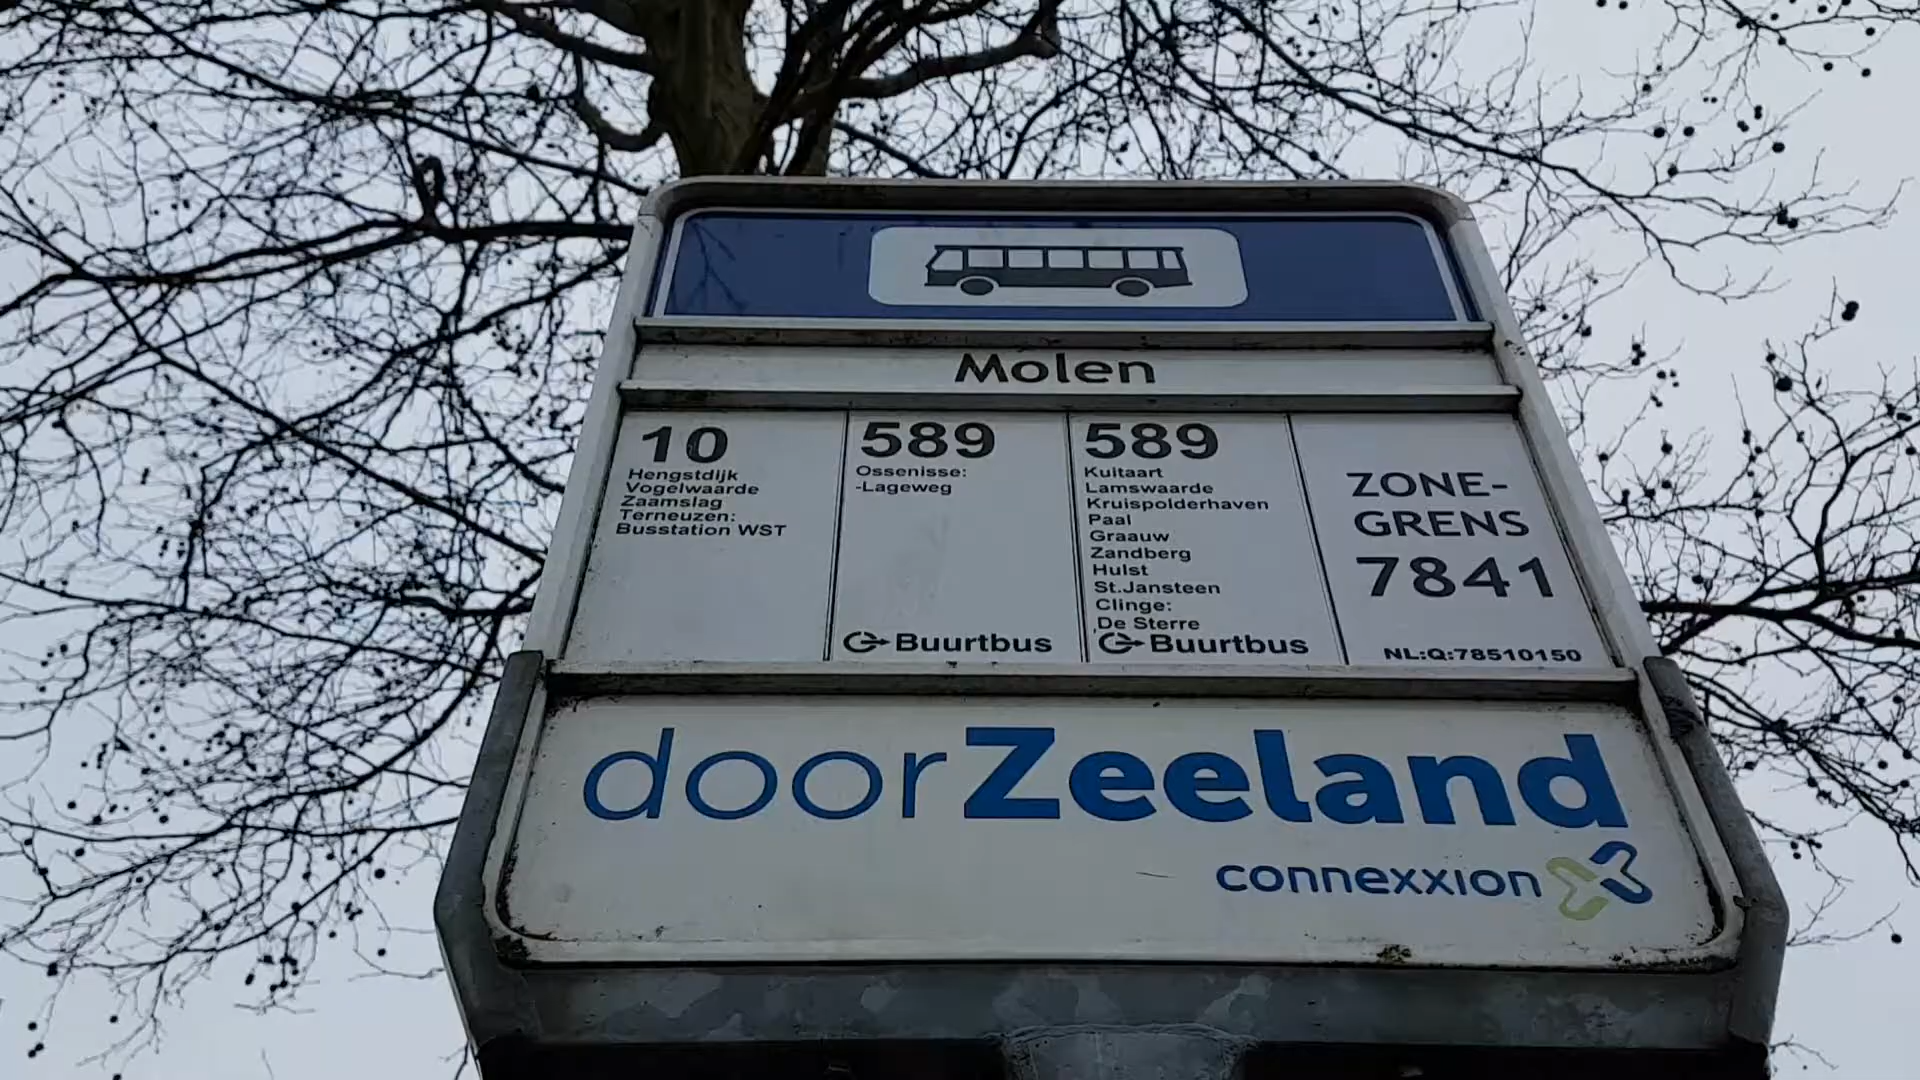 Molen
10
Hengstdijk
Vogelwaarde
Zaamslag
Terneuzen:
Busstation WST
589
Ossenisse:
-Lageweg
Buurtbus
589
Kuitaart
Lamswaarde
Kruispolderhaven
Paal
Graauw
Zandberg
Hulst
St.Jansteen
Clinge:
De Sterre
Buurtbus
ZONE-
GRENS
7841
NL:Q:78510150
doorZeeland
connexxion